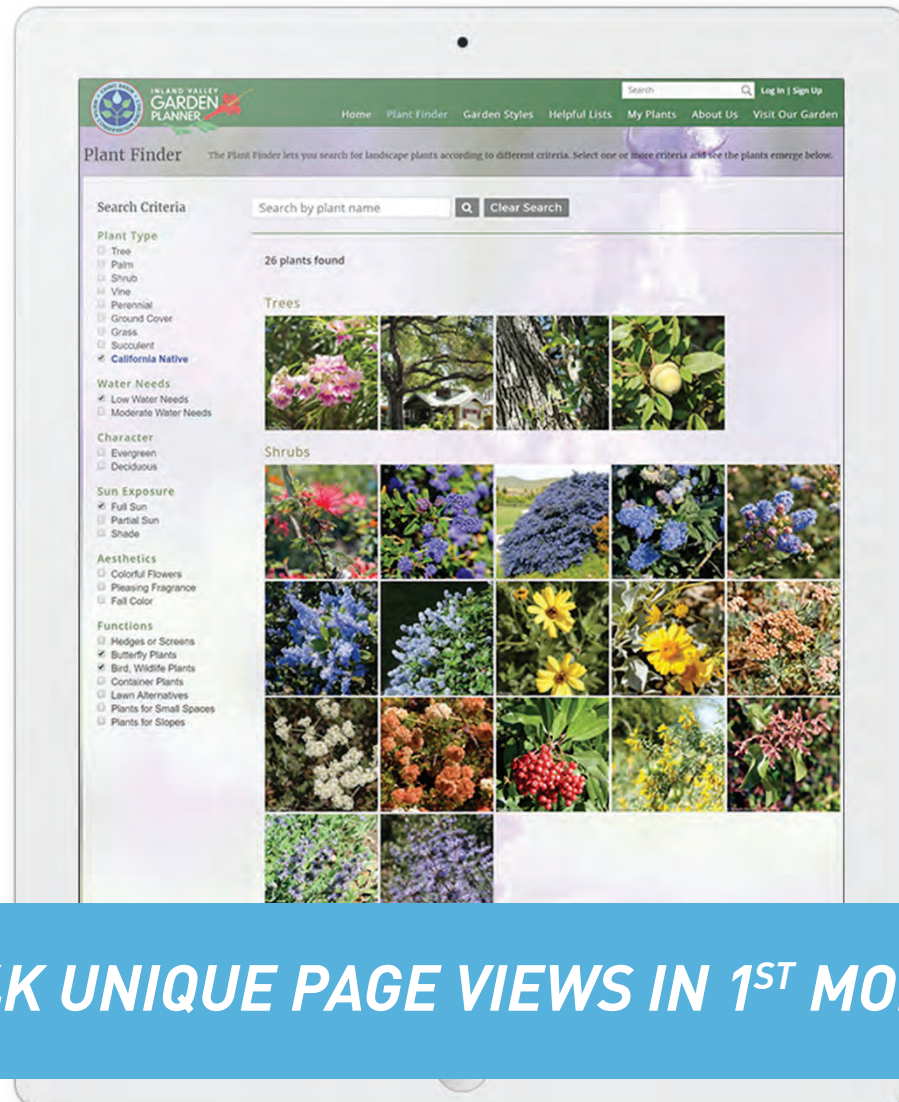 INLAND VALLEY
GARDEN
PLANNER
Search
Log In | Sign Up
Home Plant Finder Garden Styles Helpful Lists My Plants About Us Visit Our Garden
Plant Finder
The Plant Finder lets you search for landscape plants according to different criteria. Select one or more criteria and see the plants emerge below.
Search Criteria
Search by plant name
Clear Search
Plant Type
Tree
Palm
Shrub
Vine
Perennial
Ground Cover
Grass
Succulent
California Native
Water Needs
Low Water Needs
Moderate Water Needs
Character
Evergreen
Deciduous
Sun Exposure
Full Sun
Partial Sun
Shade
Aesthetics
Colorful Flowers
Pleasing Fragrance
Fall Color
Functions
Hedges or Screens
Butterfly Plants
Bird, Wildlife Plants
Container Plants
Lawn Alternatives
Plants for Small Spaces
Plants for Slopes
26 plants found
Trees
Shrubs
K UNIQUE PAGE VIEWS IN 1ST MO